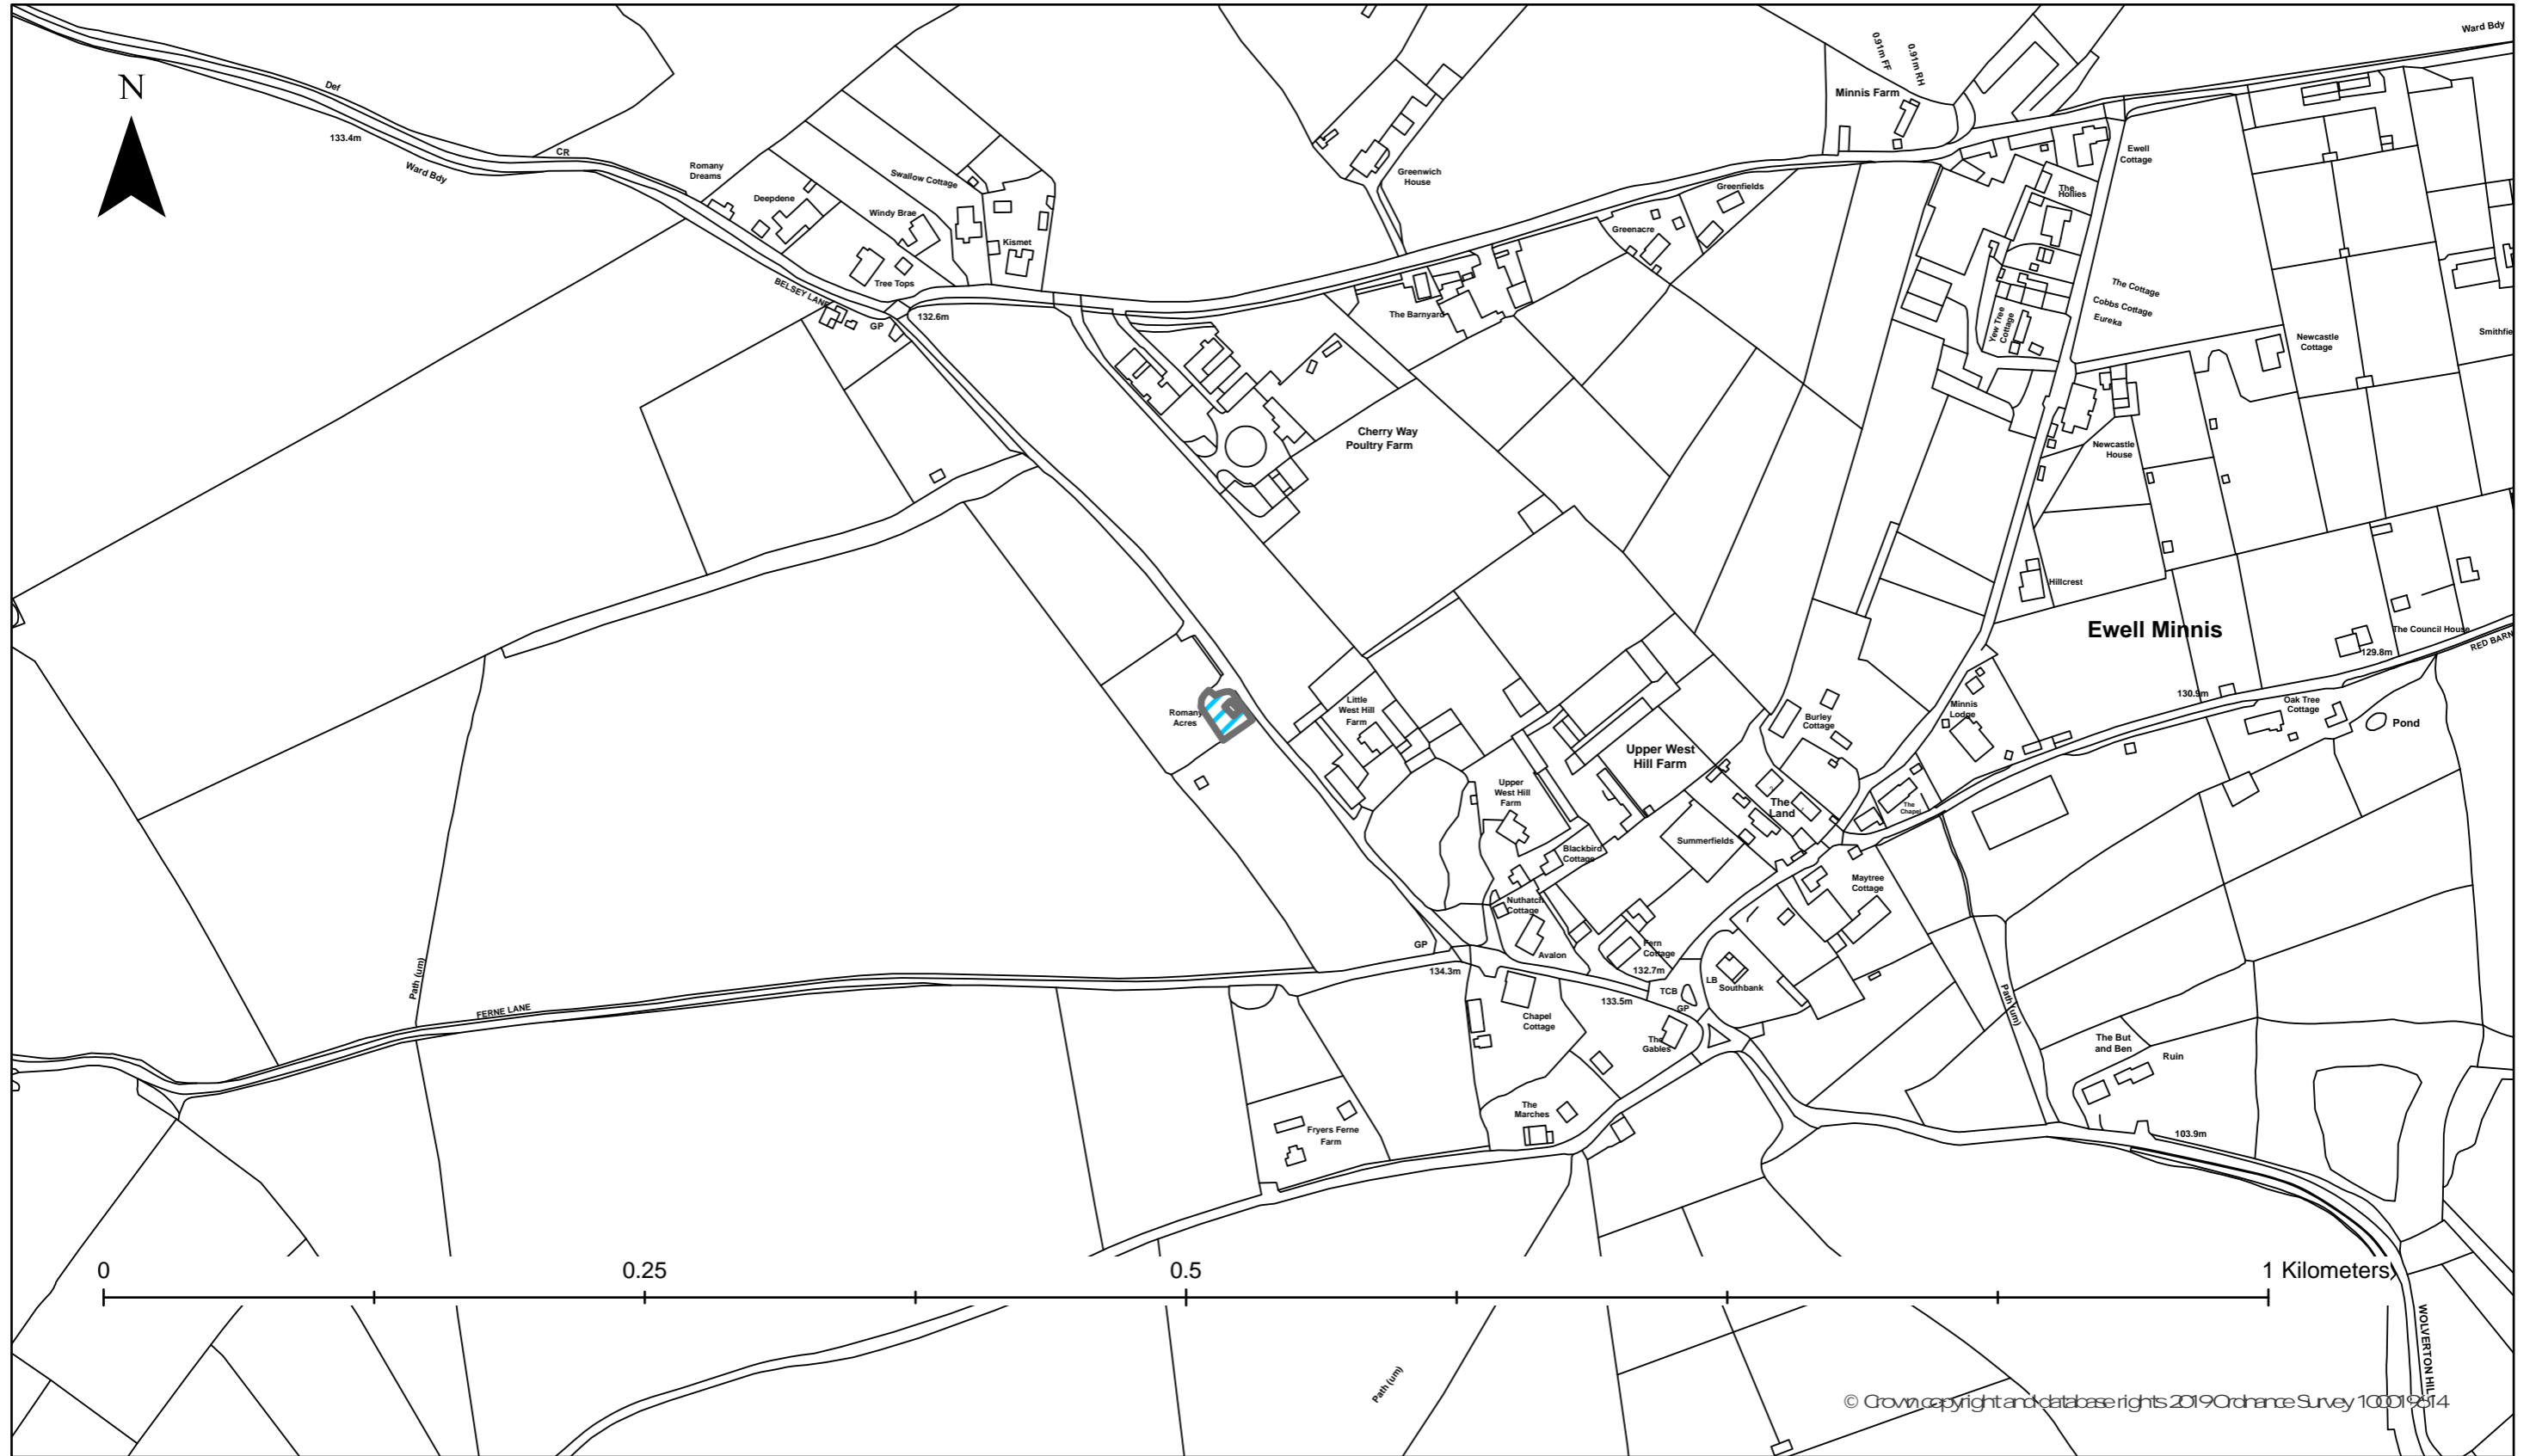 Ward Bdy
N
Def
133.4m
Ward Bdy
CR
Romany
Dreams
Deepdene
Swallow Cottage
Windy Brae
Kismet
Tree Tops
BELSEY LANE
GP
132.6m
Greenwich
House
0.91m FF
0.91m RH
Minnis Farm
Greenfields
Greenacre
The Barnyard
Ewell
Cottage
The
Hollies
The Cottage
Cobbs Cottage
Eureka
Yew Tree
Cottage
Newcastle
Cottage
Smithfie
Cherry Way
Poultry Farm
Newcastle
House
Hillcrest
Ewell Minnis
The Council House
RED BARN
129.8m
130.9m
Oak Tree
Cottage
Pond
Romany
Acres
Little
West Hill
Farm
Burley
Cottage
Minnis
Lodge
Upper West
Hill Farm
Upper
West Hill
Farm
The
Land
The
Chapel
Summerfields
Blackbird
Cottage
Maytree
Cottage
Nuthatch
Cottage
Avalon
Fern
Cottage
GP
134.3m
132.7m
LB
Southbank
TCB
133.5m
GP
Path (um)
FERNE LANE
Chapel
Cottage
The
Gables
Path (um)
The But
and Ben
Ruin
The
Marches
Fryers Ferne
Farm
103.9m
0
0.25
0.5
1 Kilometers
WOLVERTON HILL
Path (um)
© Crown copyright and database rights 2019 Ordnance Survey 100019614